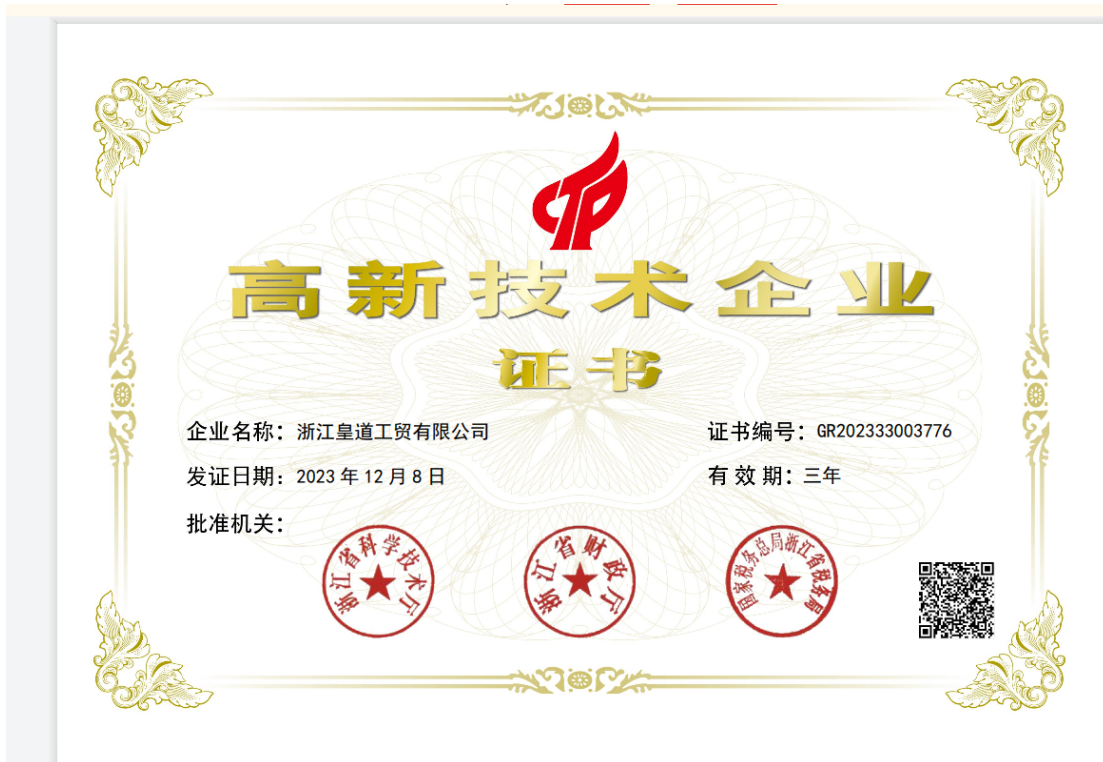 高新技术企业
证书
企业名称：浙江皇道工贸有限公司
证书编号：GR202333003776
发证日期：2023年12月8日
有效期：三年
批准机关：
浙江省科学技术厅
浙江省财政厅
国家税务总局浙江省税务局